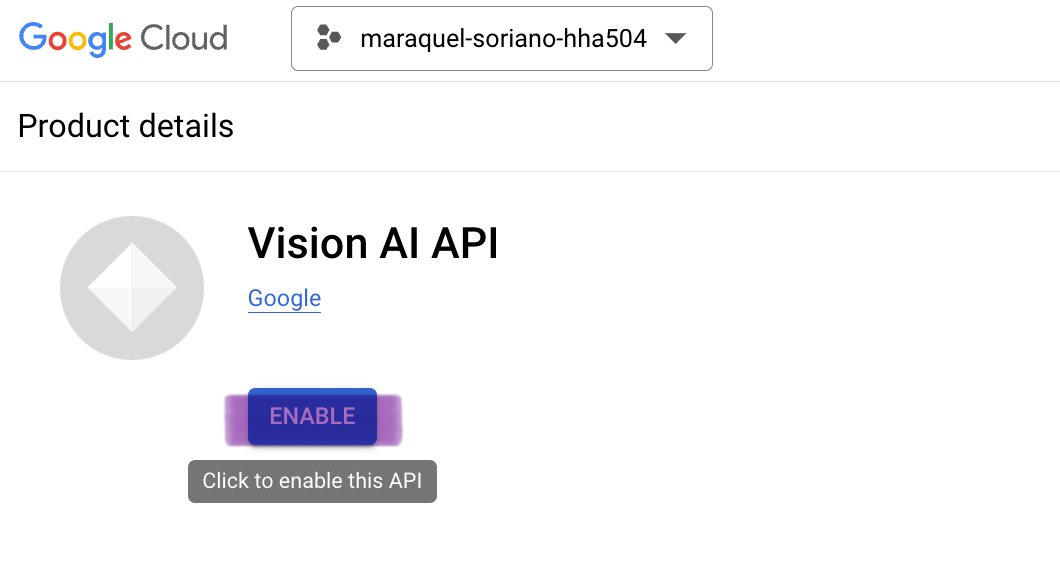 Google Cloud
maraquel-soriano-hha504
Product details
Vision AI API
Google
ENABLE
Click to enable this API